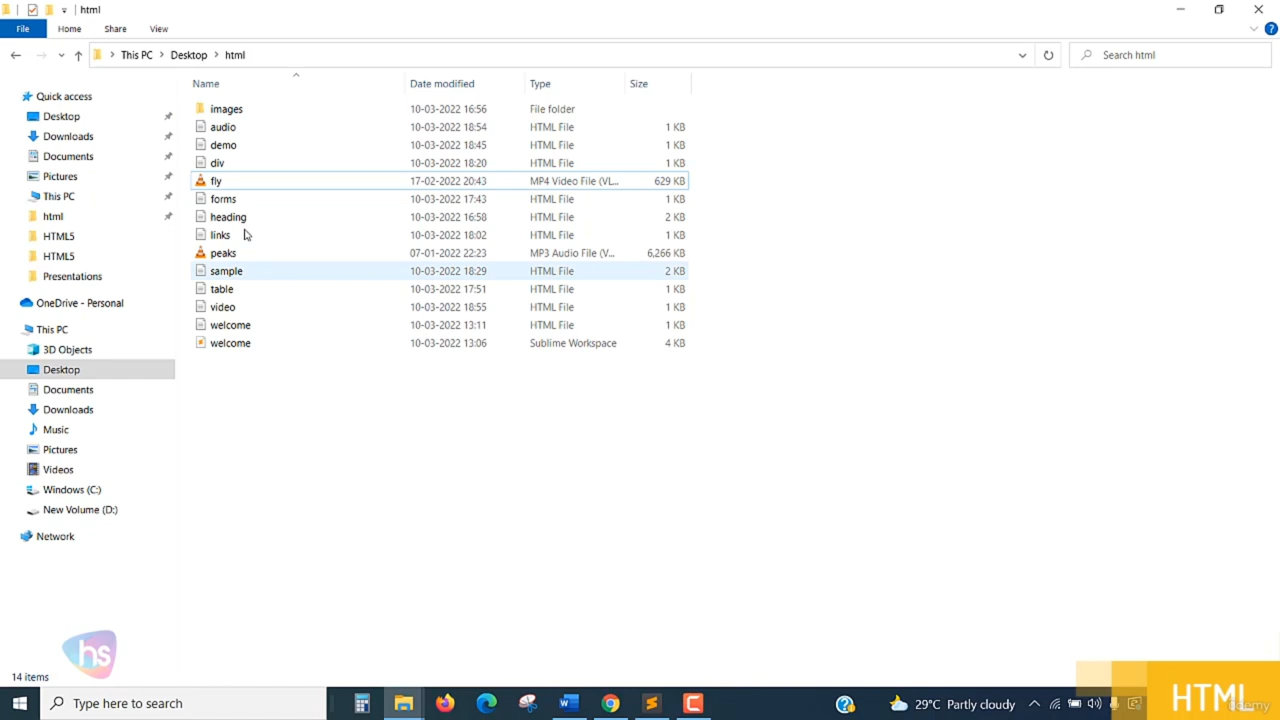 html
File Home Share View
This PC Desktop html Search html
Name Date modified Type Size
Quick access
Desktop
Downloads
Documents
Pictures
This PC
html
HTML5
HTML5
Presentations
OneDrive - Personal
This PC
3D Objects
Desktop
Documents
Downloads
Music
Pictures
Videos
Windows (C:)
New Volume (D:)
Network
images 10-03-2022 16:56 File folder
audio 10-03-2022 18:54 HTML File 1 KB
demo 10-03-2022 18:45 HTML File 1 KB
div 10-03-2022 18:20 HTML File 1 KB
fly 17-02-2022 20:43 MP4 Video File (VL... 629 KB
forms 10-03-2022 17:43 HTML File 1 KB
heading 10-03-2022 16:58 HTML File 2 KB
links 10-03-2022 18:02 HTML File 1 KB
peaks 07-01-2022 22:23 MP3 Audio File (V... 6,266 KB
sample 10-03-2022 18:29 HTML File 2 KB
table 10-03-2022 17:51 HTML File 1 KB
video 10-03-2022 18:55 HTML File 1 KB
welcome 10-03-2022 13:11 HTML File 1 KB
welcome 10-03-2022 13:06 Sublime Workspace 4 KB
hs
14 items
Type here to search
29°C Partly cloudy
HTML
Udemy